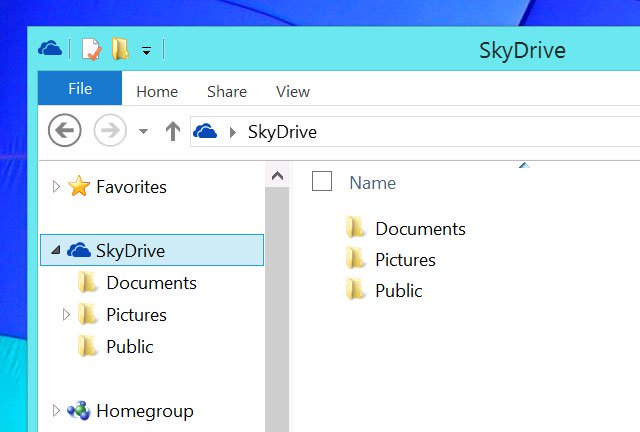 SkyDrive
File
Home
Share
View
SkyDrive
Favorites
SkyDrive
Documents
Pictures
Public
Homegroup
Name
Documents
Pictures
Public